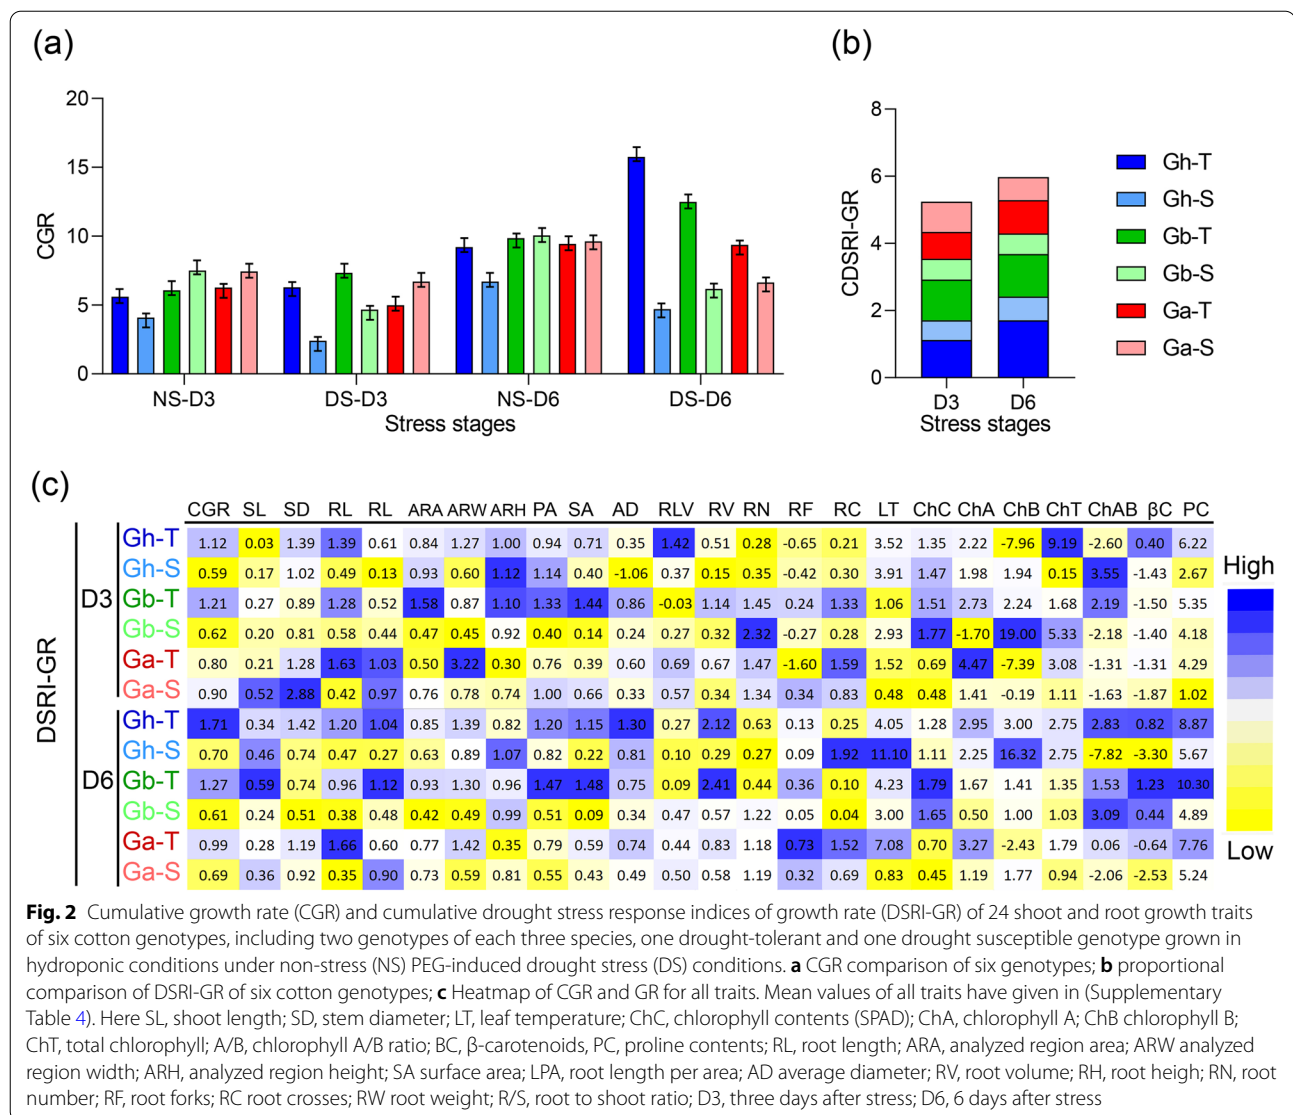 (a)
20
15
10
5
0
CGR
NS-D3 DS-D3 NS-D6 DS-D6
Stress stages
(b)
8
6
4
2
0
CDSRI-GR
D3 D6
Stress stages
Gh-T
Gh-S
Gb-T
Gb-S
Ga-T
Ga-S
(c)
CGR SL SD RL RL ARA ARW ARH PA SA AD RLV RV RN RF RC LT ChC ChA ChB ChT ChAB βC PC
DSRI-GR
D3
Gh-T 1.12 0.03 1.39 1.39 0.61 0.84 1.27 1.00 0.94 0.71 0.35 1.42 0.51 0.28 -0.65 0.21 3.52 1.35 2.22 -7.96 9.19 -2.60 0.40 6.22
Gh-S 0.59 0.17 1.02 0.49 0.13 0.93 0.60 1.12 1.14 0.40 -1.06 0.37 0.15 0.35 -0.42 0.30 3.91 1.47 1.98 1.94 0.15 3.55 -1.43 2.67
Gb-T 1.21 0.27 0.89 1.28 0.52 1.58 0.87 1.10 1.33 1.44 0.86 -0.03 1.14 1.45 0.24 1.33 1.06 1.51 2.73 2.24 1.68 2.19 -1.50 5.35
Gb-S 0.62 0.20 0.81 0.58 0.44 0.47 0.45 0.92 0.40 0.14 0.24 0.27 0.32 2.32 -0.27 0.28 2.93 1.77 -1.70 19.00 5.33 -2.18 -1.40 4.18
Ga-T 0.80 0.21 1.28 1.63 1.03 0.50 3.22 0.30 0.76 0.39 0.60 0.69 0.67 1.47 -1.60 1.59 1.52 0.69 4.47 -7.39 3.08 -1.31 -1.31 4.29
Ga-S 0.90 0.52 2.88 0.42 0.97 0.76 0.78 0.74 1.00 0.66 0.33 0.57 0.34 1.34 0.34 0.83 0.48 0.48 1.41 -0.19 1.11 -1.63 -1.87 1.02
D6
Gh-T 1.71 0.34 1.42 1.20 1.04 0.85 1.39 0.82 1.20 1.15 1.30 0.27 2.12 0.63 0.13 0.25 4.05 1.28 2.95 3.00 2.75 2.83 0.82 8.87
Gh-S 0.70 0.46 0.74 0.47 0.27 0.63 0.89 1.07 0.82 0.22 0.81 0.10 0.29 0.27 0.09 1.92 11.10 1.11 2.25 16.32 2.75 -7.82 -3.30 5.67
Gb-T 1.27 0.59 0.74 0.96 1.12 0.93 1.30 0.96 1.47 1.48 0.75 0.09 2.41 0.44 0.36 0.10 4.23 1.79 1.67 1.41 1.35 1.53 1.23 10.30
Gb-S 0.61 0.24 0.51 0.38 0.48 0.42 0.49 0.99 0.51 0.09 0.34 0.47 0.57 1.22 0.05 0.04 3.00 1.65 0.50 1.00 1.03 3.09 0.44 4.89
Ga-T 0.99 0.28 1.19 1.66 0.60 0.77 1.42 0.35 0.79 0.59 0.74 0.44 0.83 1.18 0.73 1.52 7.08 0.70 3.27 -2.43 1.79 0.06 -0.64 7.76
Ga-S 0.69 0.36 0.92 0.35 0.90 0.73 0.59 0.81 0.55 0.43 0.49 0.50 0.58 1.19 0.32 0.69 0.83 0.45 1.19 1.77 0.94 -2.06 -2.53 5.24
High
Low
Fig. 2 Cumulative growth rate (CGR) and cumulative drought stress response indices of growth rate (DSRI-GR) of 24 shoot and root growth traits
of six cotton genotypes, including two genotypes of each three species, one drought-tolerant and one drought susceptible genotype grown in
hydroponic conditions under non-stress (NS) PEG-induced drought stress (DS) conditions. a CGR comparison of six genotypes; b proportional
comparison of DSRI-GR of six cotton genotypes; c Heatmap of CGR and GR for all traits. Mean values of all traits have given in (Supplementary
Table 4). Here SL, shoot length; SD, stem diameter; LT, leaf temperature; ChC, chlorophyll contents (SPAD); ChA, chlorophyll A; ChB chlorophyll B;
ChT, total chlorophyll; A/B, chlorophyll A/B ratio; BC, β-carotenoids, PC, proline contents; RL, root length; ARA, analyzed region area; ARW analyzed
region width; ARH, analyzed region height; SA surface area; LPA, root length per area; AD average diameter; RV, root volume; RH, root heigh; RN, root
number; RF, root forks; RC root crosses; RW root weight; R/S, root to shoot ratio; D3, three days after stress; D6, 6 days after stress